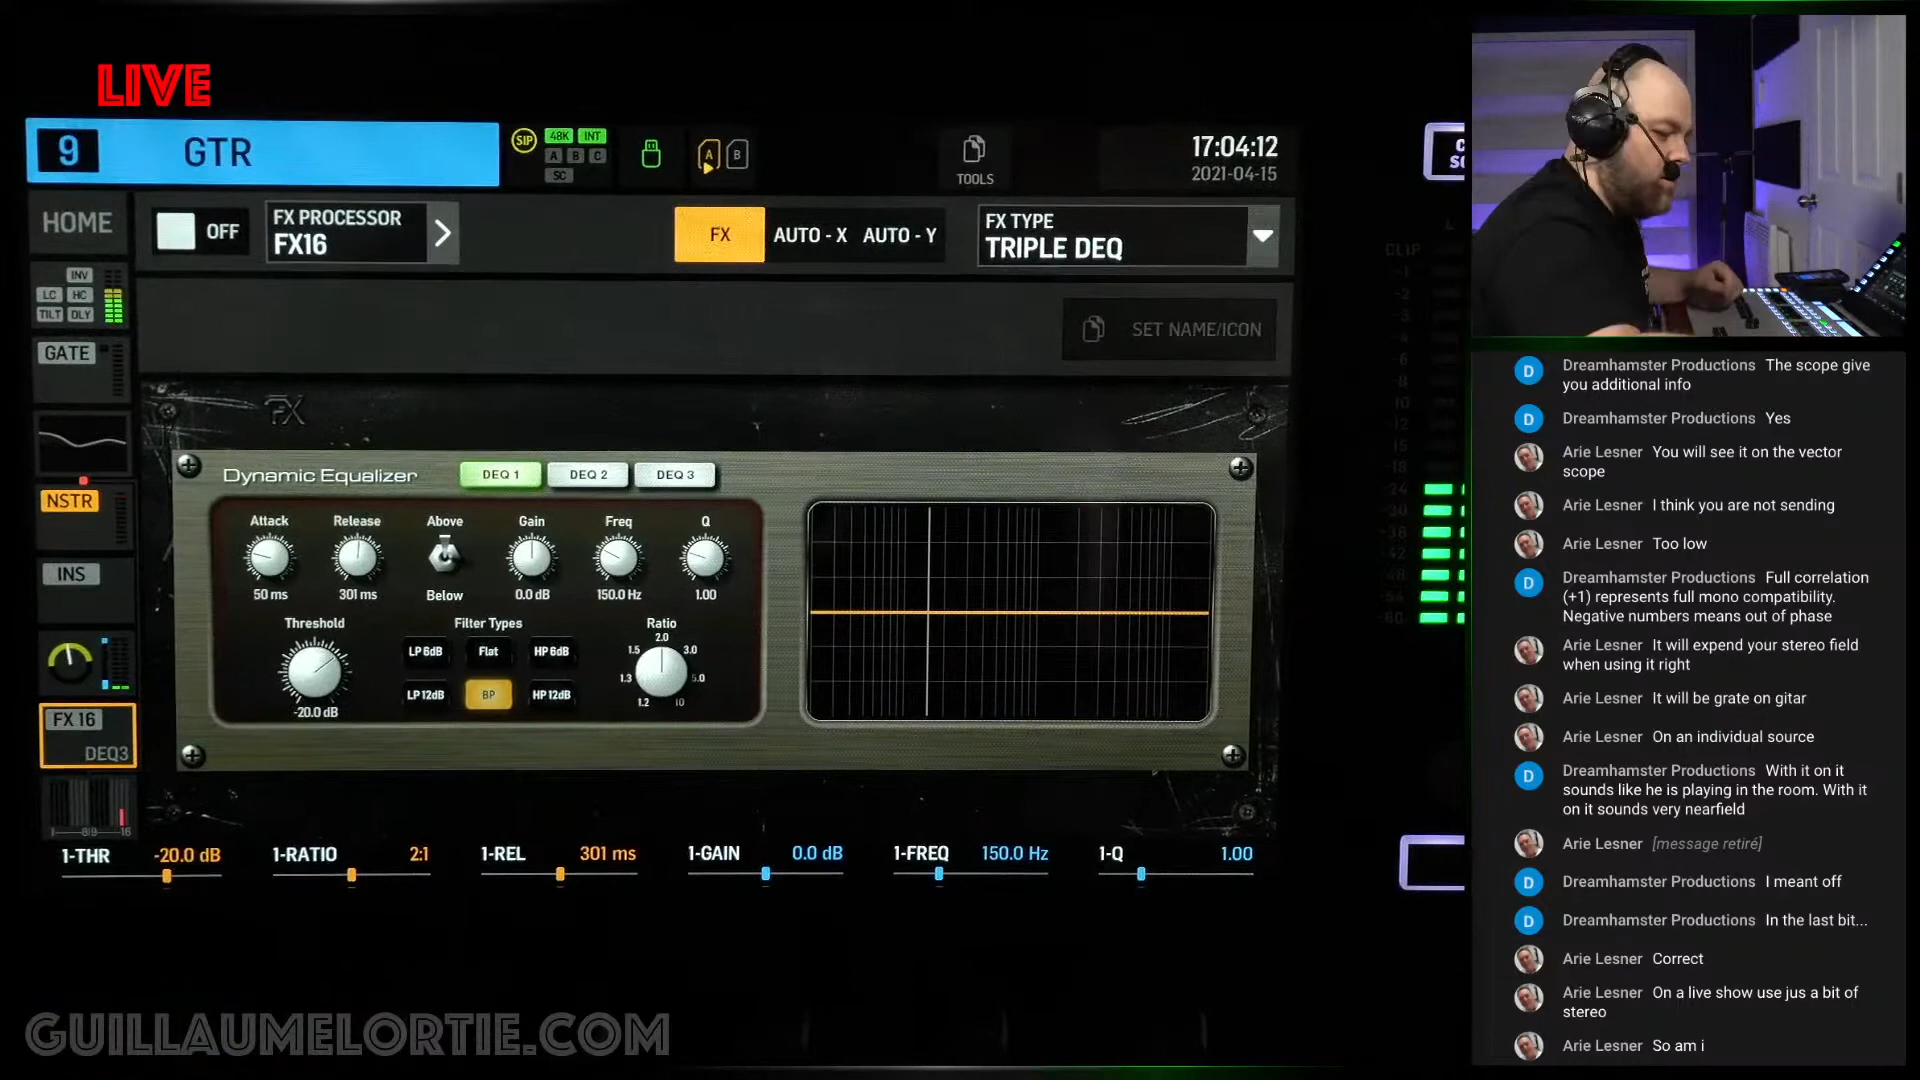 LIVE
9 GTR
SIP 48K INT
A B C
SC
A B
TOOLS
17:04:12
2021-04-15
HOME
OFF
FX PROCESSOR
FX16
FX AUTO - X AUTO - Y
FX TYPE
TRIPLE DEQ
INV
LC HC
TILT DLY
SET NAME/ICON
GATE
FX
Dynamic Equalizer DEQ 1 DEQ 2 DEQ 3
NSTR
Attack Release Above Gain Freq Q
50 ms 301 ms Below 0.0 dB 150.0 Hz 1.00
INS
Threshold Filter Types Ratio
2.0
LP 6dB Flat HP 6dB 1.5 3.0
1.3 5.0
LP 12dB BP HP 12dB 1.2 10
-20.0 dB
FX 16
DEQ3
1-THR -20.0 dB 1-RATIO 2:1 1-REL 301 ms 1-GAIN 0.0 dB 1-FREQ 150.0 Hz 1-Q 1.00
GUILLAUMELORTIE.COM
L
CLIP
D Dreamhamster Productions The scope give
you additional info
D Dreamhamster Productions Yes
Arie Lesner You will see it on the vector
scope
Arie Lesner I think you are not sending
Arie Lesner Too low
D Dreamhamster Productions Full correlation
(+1) represents full mono compatibility.
Negative numbers means out of phase
Arie Lesner It will expend your stereo field
when using it right
Arie Lesner It will be grate on gitar
Arie Lesner On an individual source
D Dreamhamster Productions With it on it
sounds like he is playing in the room. With it
on it sounds very nearfield
Arie Lesner [message retiré]
D Dreamhamster Productions I meant off
D Dreamhamster Productions In the last bit...
Arie Lesner Correct
Arie Lesner On a live show use jus a bit of
stereo
Arie Lesner So am i